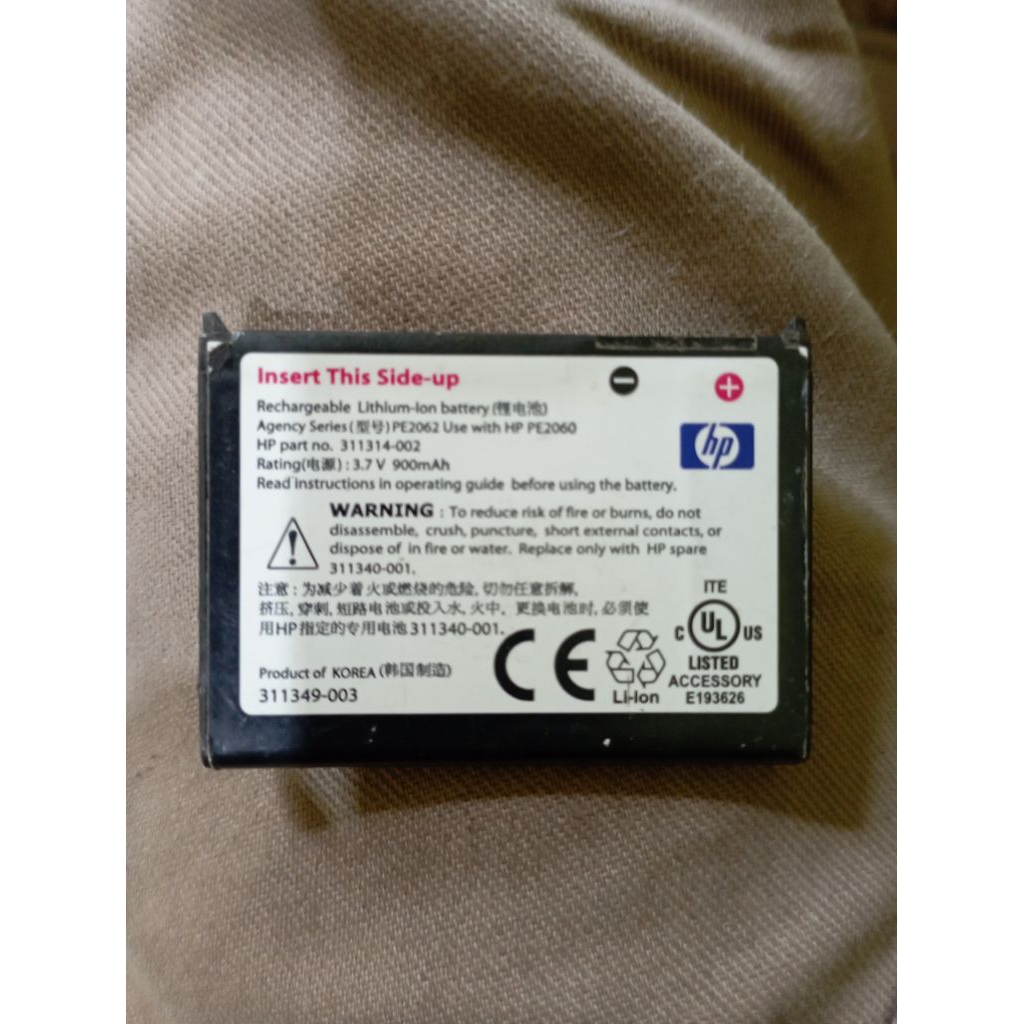 Insert This Side-up
Rechargeable Lithium-Ion battery (锂电池)
Agency Series (型号) PE2062 Use with HP PE2060
HP part no. 311314-002
Rating(电源) : 3.7 V 900mAh
Read instructions in operating guide before using the battery.
hp
WARNING : To reduce risk of fire or burns, do not
disassemble, crush, puncture, short external contacts, or
dispose of in fire or water. Replace only with HP spare
311340-001.
注意 : 为减少着火或燃烧的危险, 切勿任意拆解,
挤压, 穿刺, 短路电池或投入水, 火中. 更换电池时, 必须使
用HP指定的专用电池 311340-001.
Product of KOREA (韩国制造)
311349-003
CE
Li-Ion
ITE
C UL US
LISTED
ACCESSORY
E193626